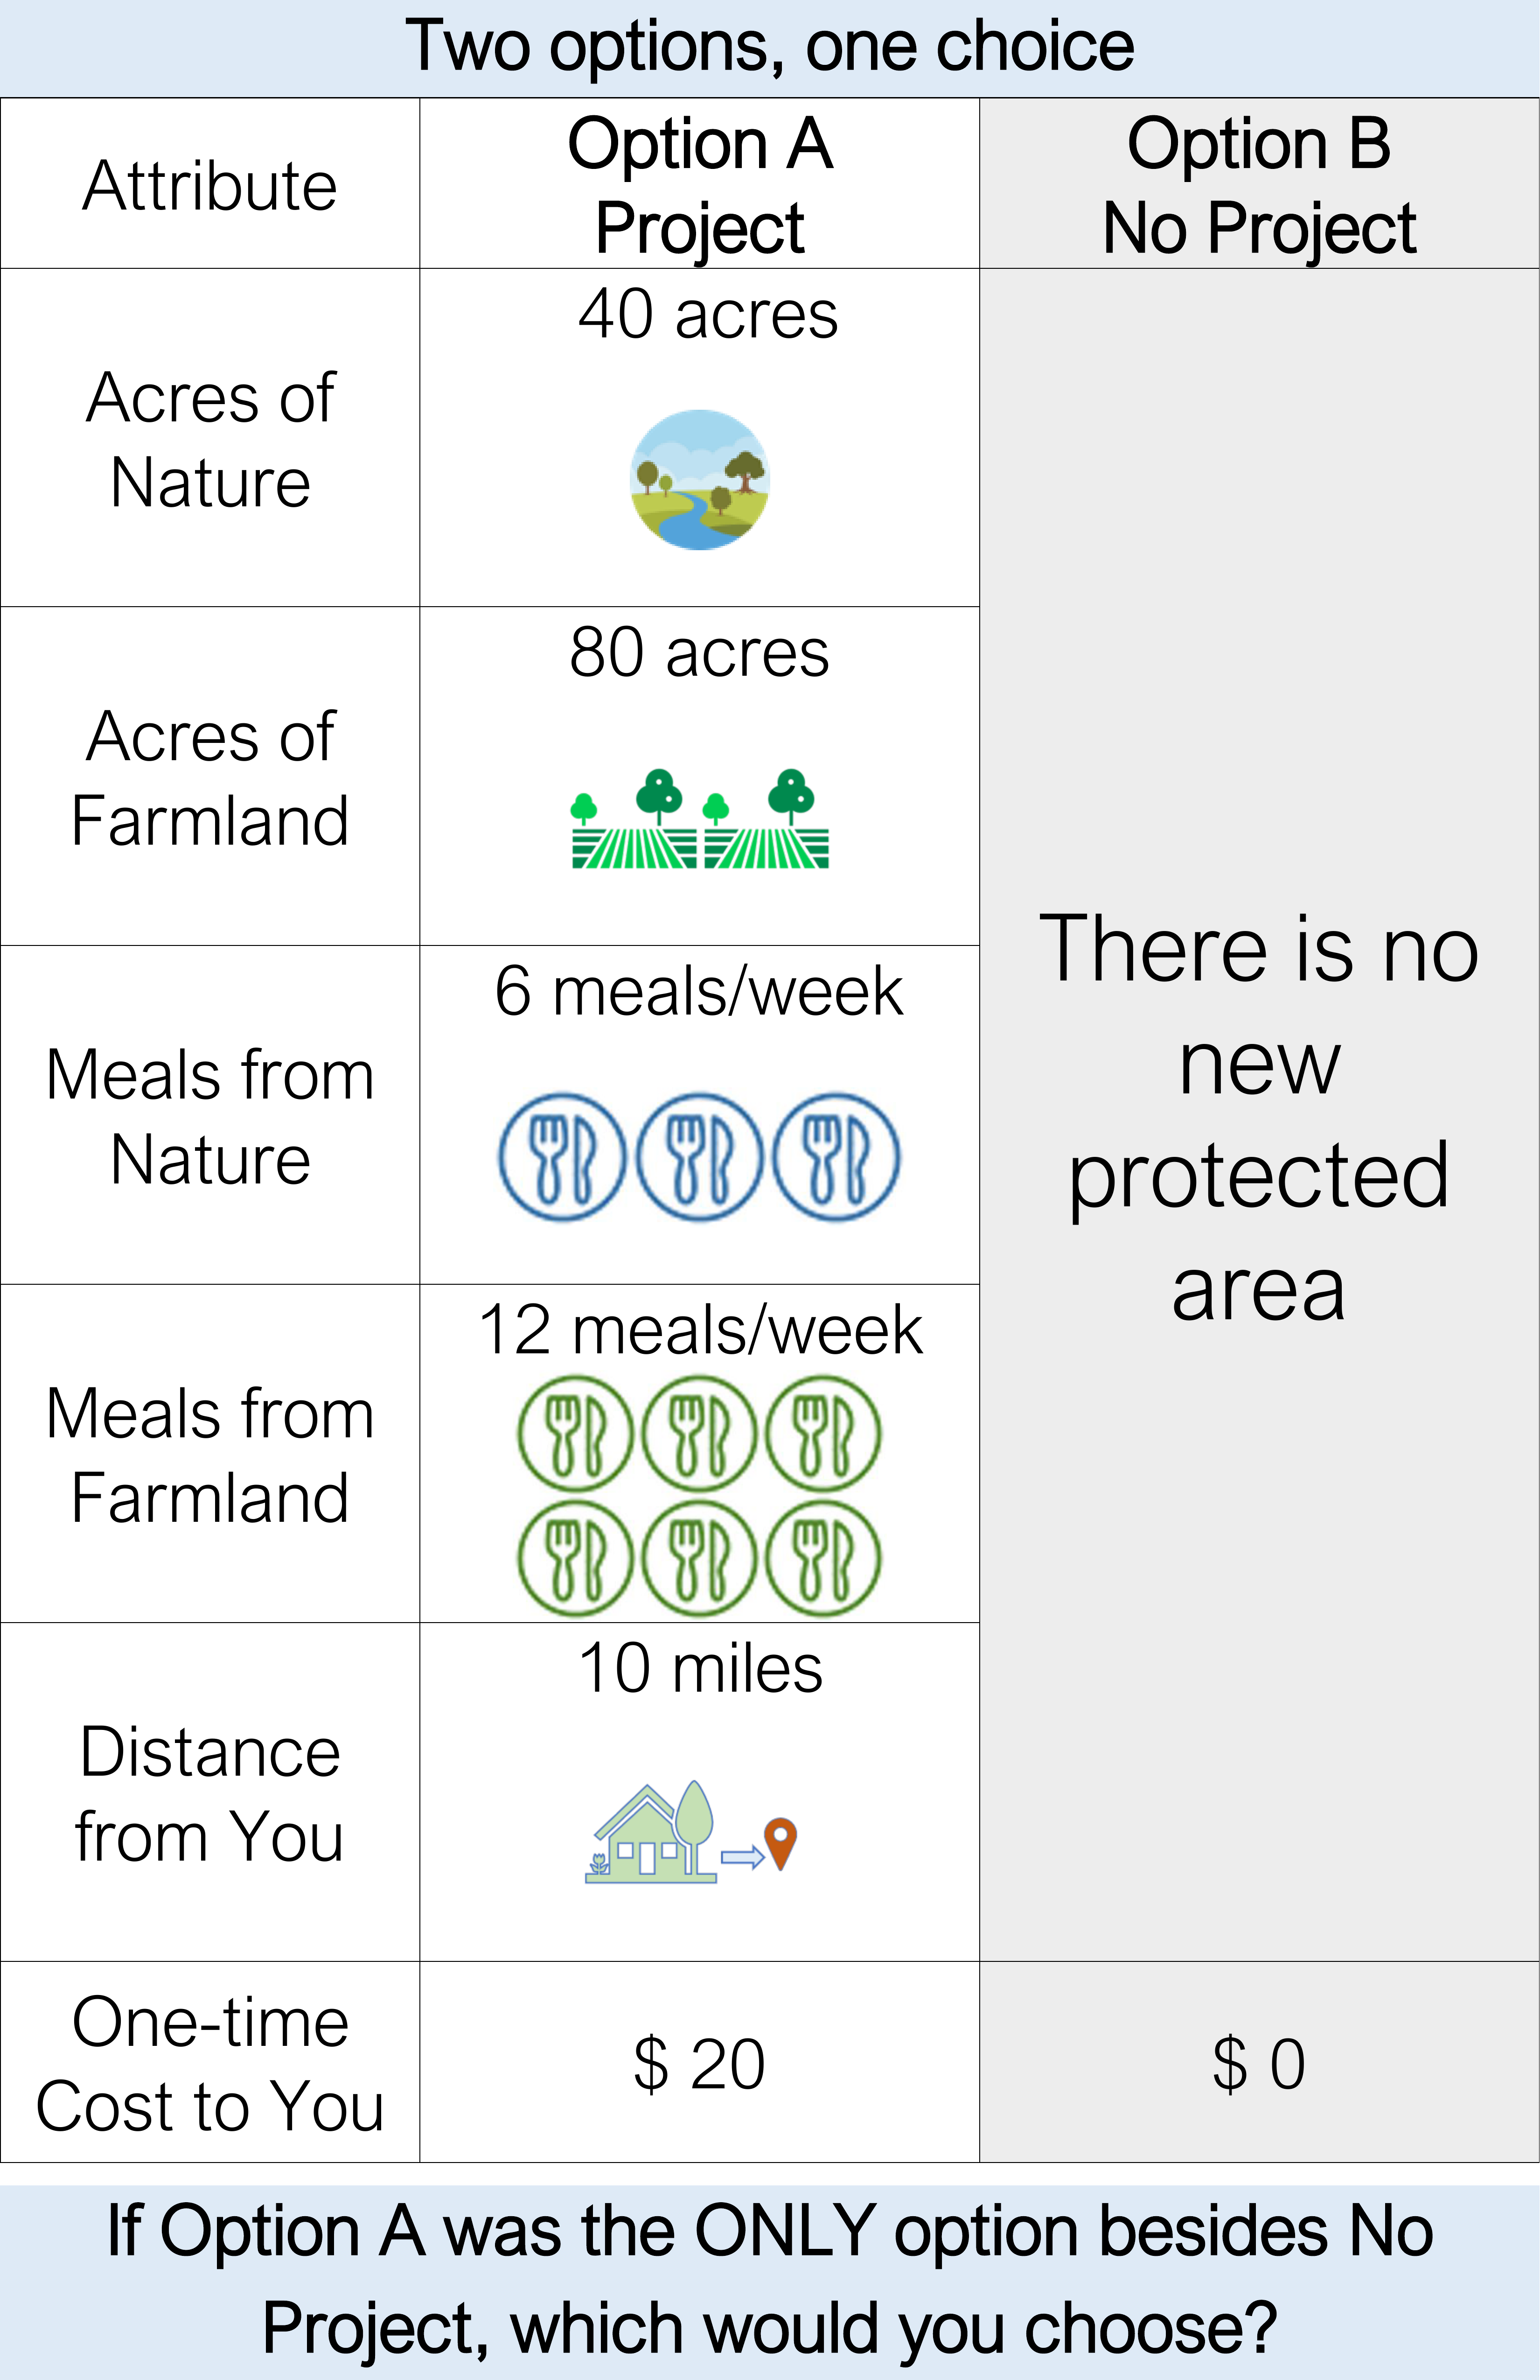 Two options, one choice
Attribute
Option A
Project
Option B
No Project
Acres of
Nature
40 acres
Acres of
Farmland
80 acres
Meals from
Nature
6 meals/week
Meals from
Farmland
12 meals/week
Distance
from You
10 miles
There is no
new
protected
area
One-time
Cost to You
$ 20
$ 0
If Option A was the ONLY option besides No
Project, which would you choose?